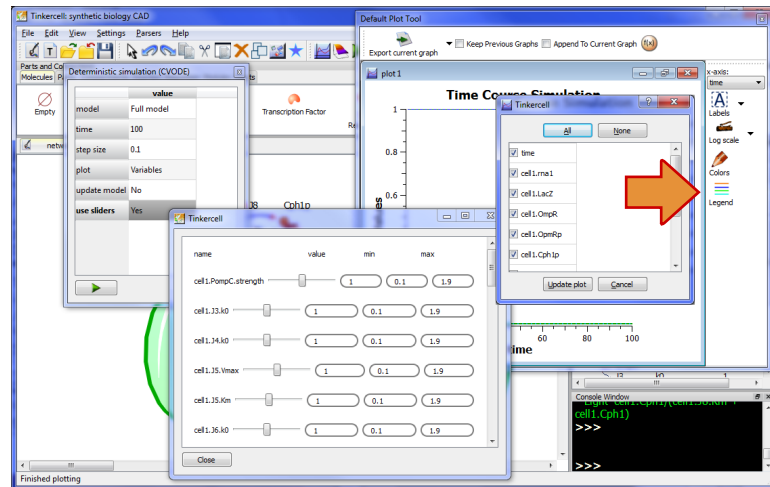 Tinkercell: synthetic biology CAD
File Edit View Settings Parsers Help
Parts and Co
Molecules
Empty
Transcription Factor
netw
Cph1p
Deterministic simulation (CVODE)
value
model Full model
time 100
step size 0.1
plot Variables
update model No
use sliders Yes
Default Plot Tool
Export current graph
Keep Previous Graphs
Append To Current Graph
f(x)
plot 1
Time Course Simulation
1
0.8
0.6
60 80 100
time
x-axis:
time
Labels
Log scale
Colors
Legend
Tinkercell
All None
time
cell1.rna1
cell1.LacZ
cell1.OmpR
cell1.OpmRp
cell1.Cph1p
Update plot Cancel
Tinkercell
name value min max
cell1.PompC.strength 1 0.1 1.9
cell1.J3.k0 1 0.1 1.9
cell1.J4.k0 1 0.1 1.9
cell1.J5.Vmax 1 0.1 1.9
cell1.J5.Km 1 0.1 1.9
cell1.J6.k0 1 0.1 1.9
Close
Console Window
cell1.Cph1)
>>>
>>>
Finished plotting